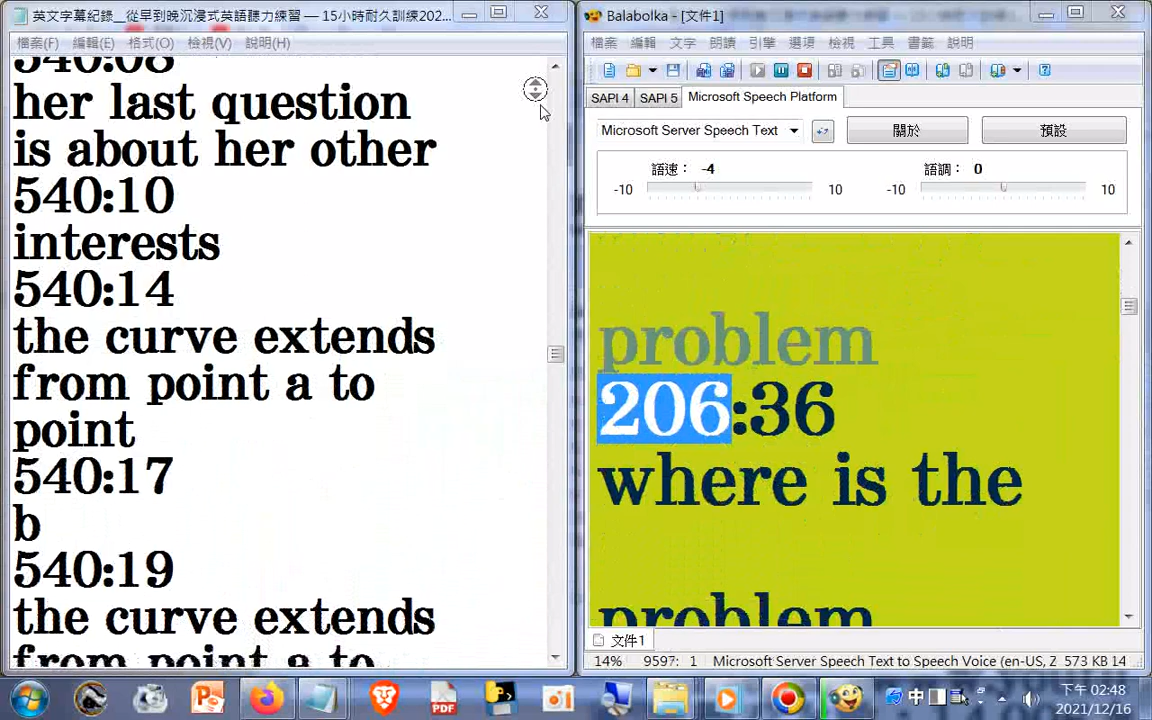 英文字幕紀錄__從早到晚沉浸式英語聽力練習 — 15小時耐久訓練202...
檔案(F) 編輯(E) 格式(O) 檢視(V) 說明(H)
540:08
her last question
is about her other
540:10
interests
540:14
the curve extends
from point a to
point
540:17
b
540:19
the curve extends
from point a to
Balabolka - [文件1]
檔案 編輯 文字 朗讀 引擎 選項 檢視 工具 書籤 說明
SAPI 4 SAPI 5 Microsoft Speech Platform
Microsoft Server Speech Text 關於 預設
語速： -4 語調： 0
-10 10 -10 10
problem
206:36
where is the
problem
文件1
14% 9597: 1 Microsoft Server Speech Text to Speech Voice (en-US, Z 573 KB 14
中
下午 02:48
2021/12/16